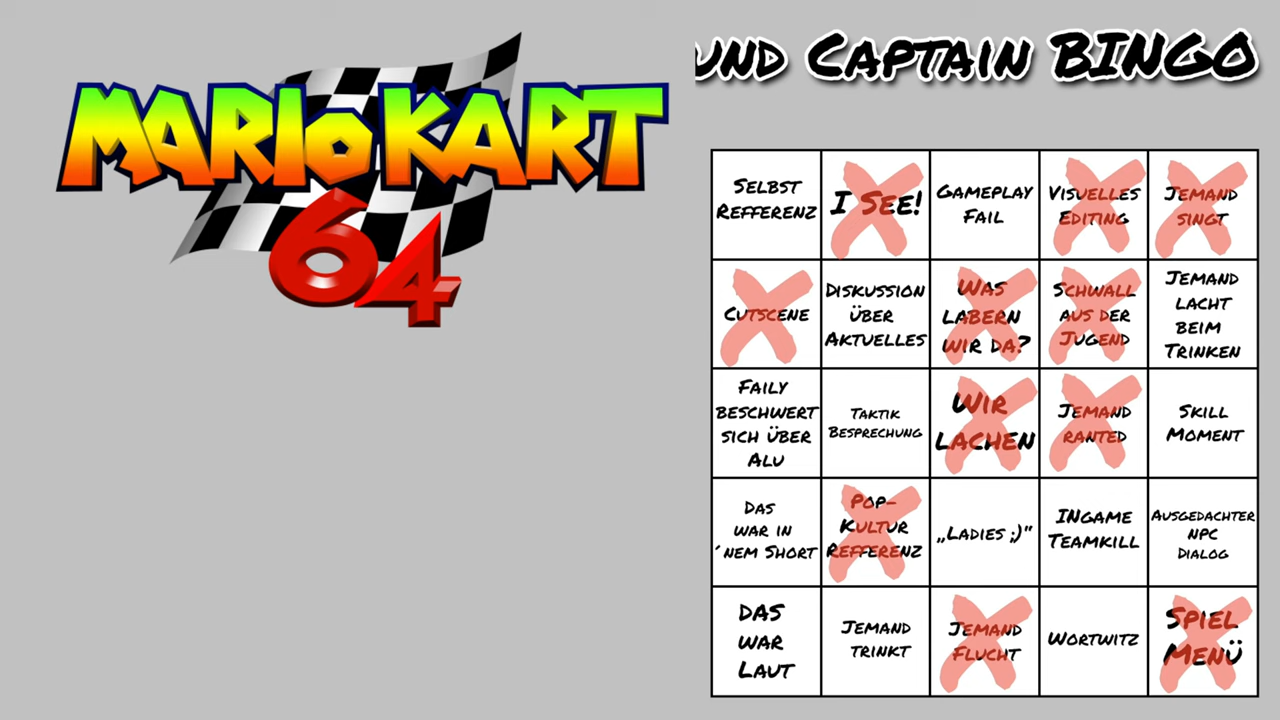 MARIO KART
64
UND CAPTAIN BINGO
SELBST
REFFERENZ
I SEE!
GAMEPLAY
FAIL
VISUELLES
EDITING
JEMAND
SINGT
CUTSCENE
DISKUSSION
ÜBER
AKTUELLES
WAS
LABERN
WIR DA?
SCHWALL
AUS DER
JUGEND
JEMAND
LACHT
BEIM
TRINKEN
FAILY
BESCHWERT
SICH ÜBER
ALU
TAKTIK
BESPRECHUNG
WIR
LACHEN
JEMAND
RANTED
SKILL
MOMENT
DAS
WAR IN
´NEM SHORT
POP-
KULTUR
REFFERENZ
„LADIES ;)"
INGAME
TEAMKILL
AUSGEDACHTER
NPC
DIALOG
DAS
WAR
LAUT
JEMAND
TRINKT
JEMAND
FLUCHT
WORTWITZ
SPIEL
MENÜ